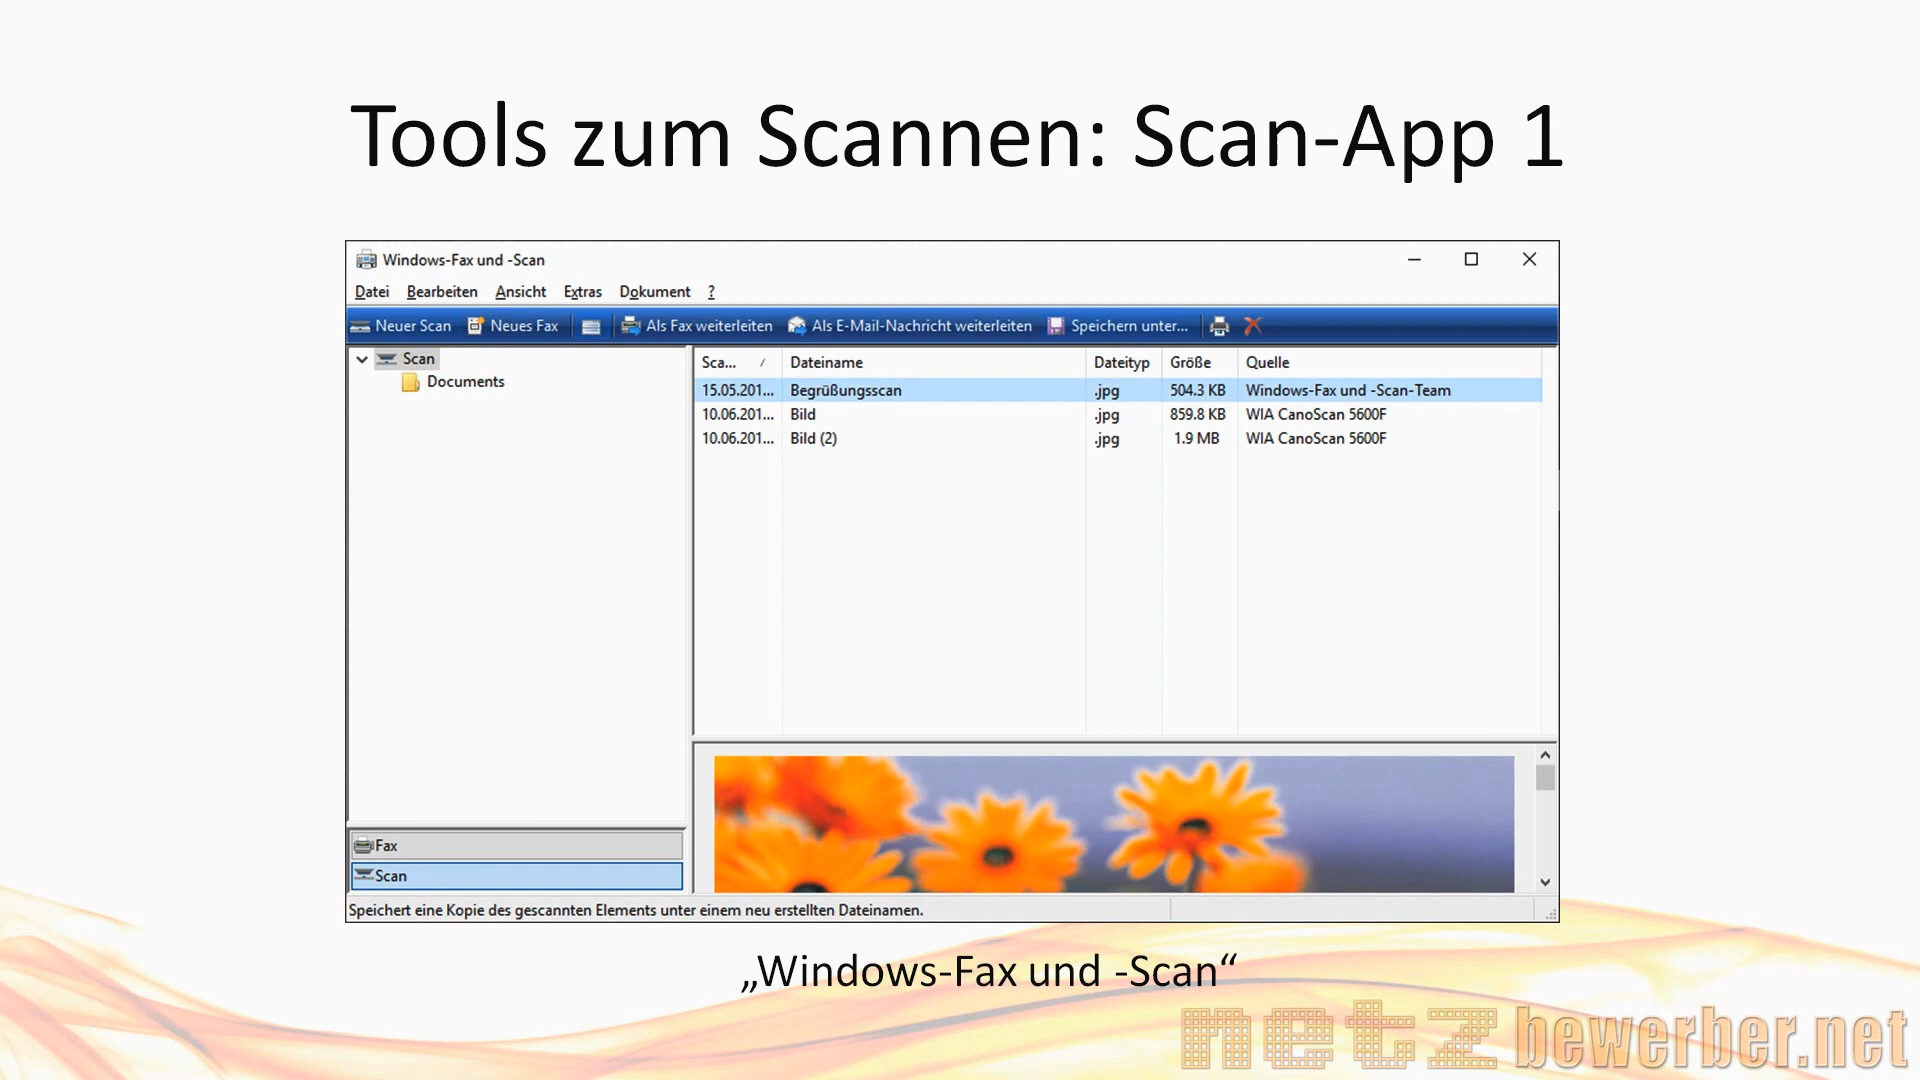 Tools zum Scannen: Scan-App 1
Windows-Fax und -Scan
Datei Bearbeiten Ansicht Extras Dokument ?
Neuer Scan Neues Fax Als Fax weiterleiten Als E-Mail-Nachricht weiterleiten Speichern unter...
Scan
Documents
Sca... Dateiname Dateityp Größe Quelle
15.05.201... Begrüßungsscan .jpg 504.3 KB Windows-Fax und -Scan-Team
10.06.201... Bild .jpg 859.8 KB WIA CanoScan 5600F
10.06.201... Bild (2) .jpg 1.9 MB WIA CanoScan 5600F
Fax
Scan
Speichert eine Kopie des gescannten Elements unter einem neu erstellten Dateinamen.
„Windows-Fax und -Scan“
netzbewerber.net